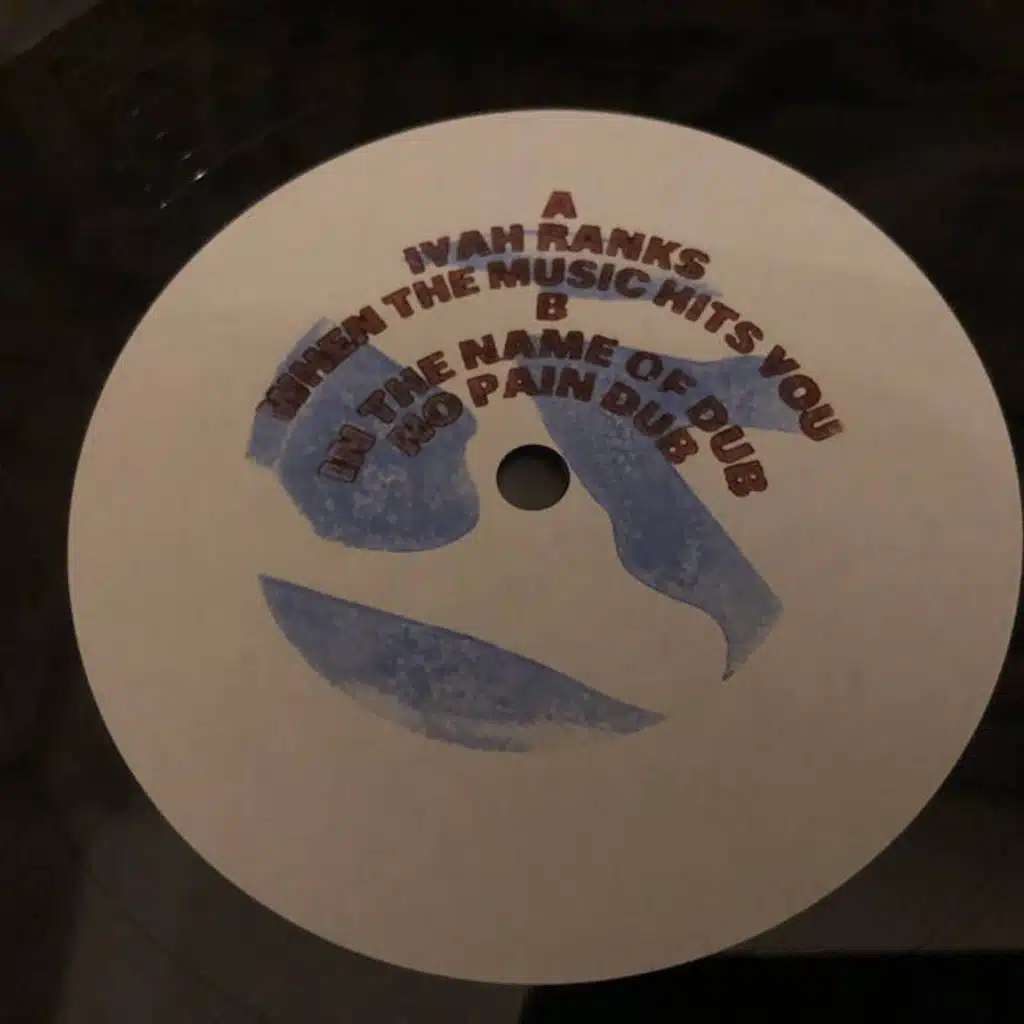 A
IVAH RANKS
WHEN THE MUSIC HITS YOU
B
IN THE NAME OF DUB
NO PAIN DUB